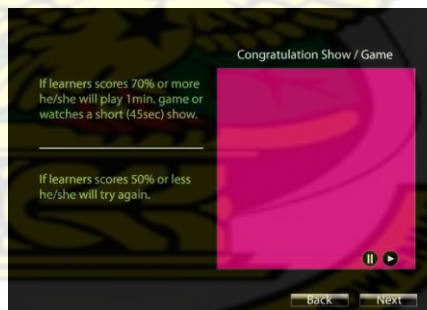 Congratulation Show / Game
If learners scores 70% or more
he/she will play 1min. game or
watches a short (45sec) show.
If learners scores 50% or less
he/she will try again.
Back
Next